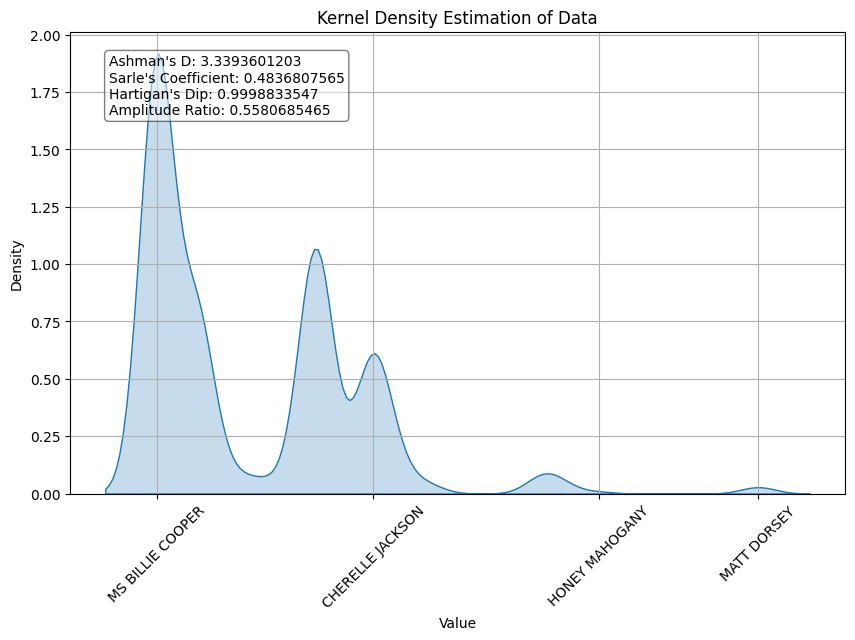 Kernel Density Estimation of Data
Ashman's D: 3.3393601203
Sarle's Coefficient: 0.4836807565
Hartigan's Dip: 0.9998833547
Amplitude Ratio: 0.5580685465
2.00
1.75
1.50
1.25
1.00
0.75
0.50
0.25
0.00
Density
MS BILLIE COOPER
CHERELLE JACKSON
HONEY MAHOGANY
MATT DORSEY
Value